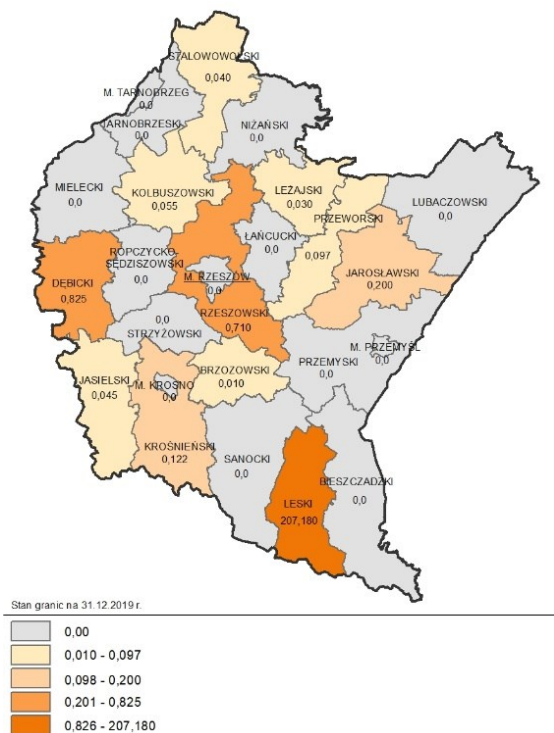 STALOWOWOLSKI
0,040
M. TARNOBRZEG
0,0
TARNOBRZESKI
0,0
NIŻAŃSKI
0,0
MIELECKI
0,0
KOLBUSZOWSKI
0,055
LEŻAJSKI
0,030
PRZEWORSKI
0,097
LUBACZOWSKI
0,0
ROPCZYCKO-
SĘDZISZOWSKI
0,0
ŁAŃCUCKI
0,0
JAROSŁAWSKI
0,200
DĘBICKI
0,825
M. RZESZÓW
0,0
RZESZOWSKI
0,710
0,0
STRZYŻOWSKI
M. PRZEMYŚL
0,0
PRZEMYSKI
0,0
JASIELSKI
0,045
M. KROSNO
0,0
BRZOZOWSKI
0,010
KROŚNIEŃSKI
0,122
SANOCKI
0,0
BIESZCZADZKI
0,0
LESKI
207,180
Stan granic na 31.12.2019 r.
0,00
0,010 - 0,097
0,098 - 0,200
0,201 - 0,825
0,826 - 207,180